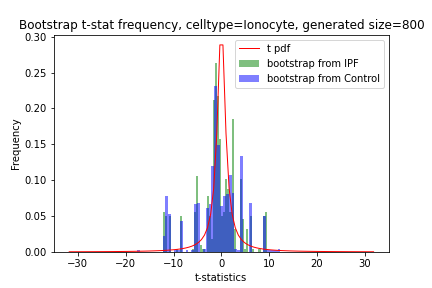 Bootstrap t-stat frequency, celltype=Ionocyte, generated size=800
t pdf
bootstrap from IPF
bootstrap from Control
Frequency
0.30
0.25
0.20
0.15
0.10
0.05
0.00
−30 −20 −10 0 10 20 30
t-statistics